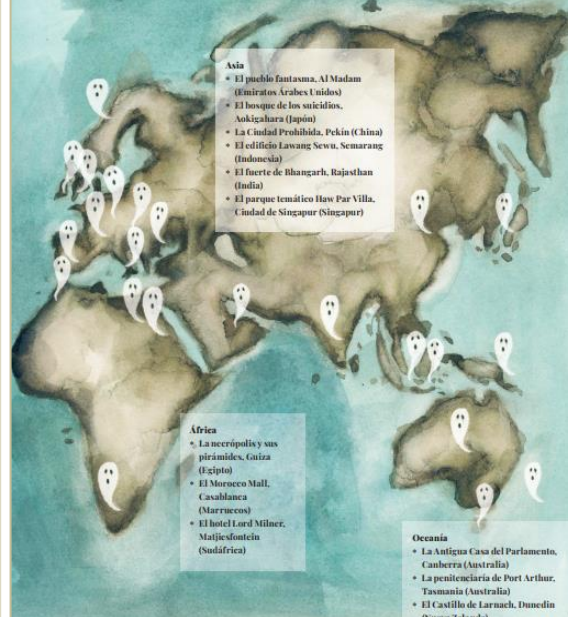 Asia
• El pueblo fantasma, Al Madam
(Emiratos Árabes Unidos)
• El bosque de los suicidios,
Aokigahara (Japón)
• La Ciudad Prohibida, Pekín (China)
• El edificio Lawang Sewu, Semarang
(Indonesia)
• El fuerte de Bhangarh, Rajasthan
(India)
• El parque temático Haw Par Villa,
Ciudad de Singapur (Singapur)
África
• La necrópolis y sus
pirámides, Guiza
(Egipto)
• El Morocco Mall,
Casablanca
(Marruecos)
• El hotel Lord Milner,
Matjiesfontein
(Sudáfrica)
Oceanía
• La Antigua Casa del Parlamento,
Canberra (Australia)
• La penitenciaría de Port Arthur,
Tasmania (Australia)
• El Castillo de Larnach, Dunedin